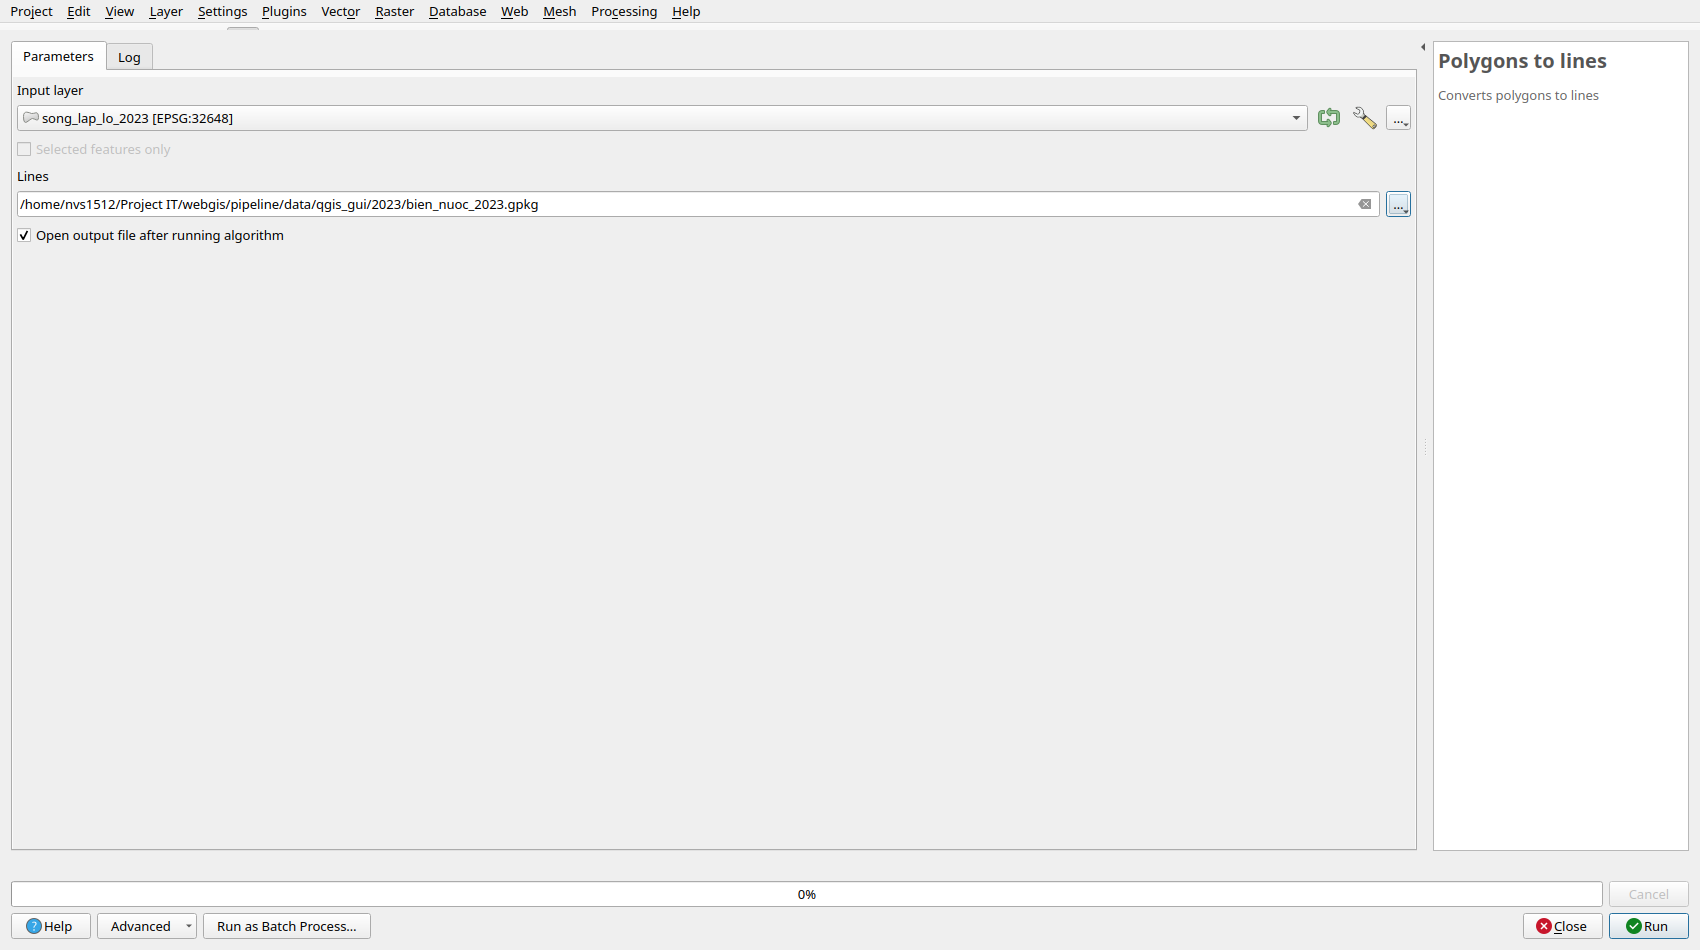 Project Edit View Layer Settings Plugins Vector Raster Database Web Mesh Processing Help
Parameters Log
Input layer
song_lap_lo_2023 [EPSG:32648]
...
Selected features only
Lines
/home/nvs1512/Project IT/webgis/pipeline/data/qgis_gui/2023/bien_nuoc_2023.gpkg
...
Open output file after running algorithm
Polygons to lines
Converts polygons to lines
0%
Cancel
? Help Advanced Run as Batch Process... Close Run